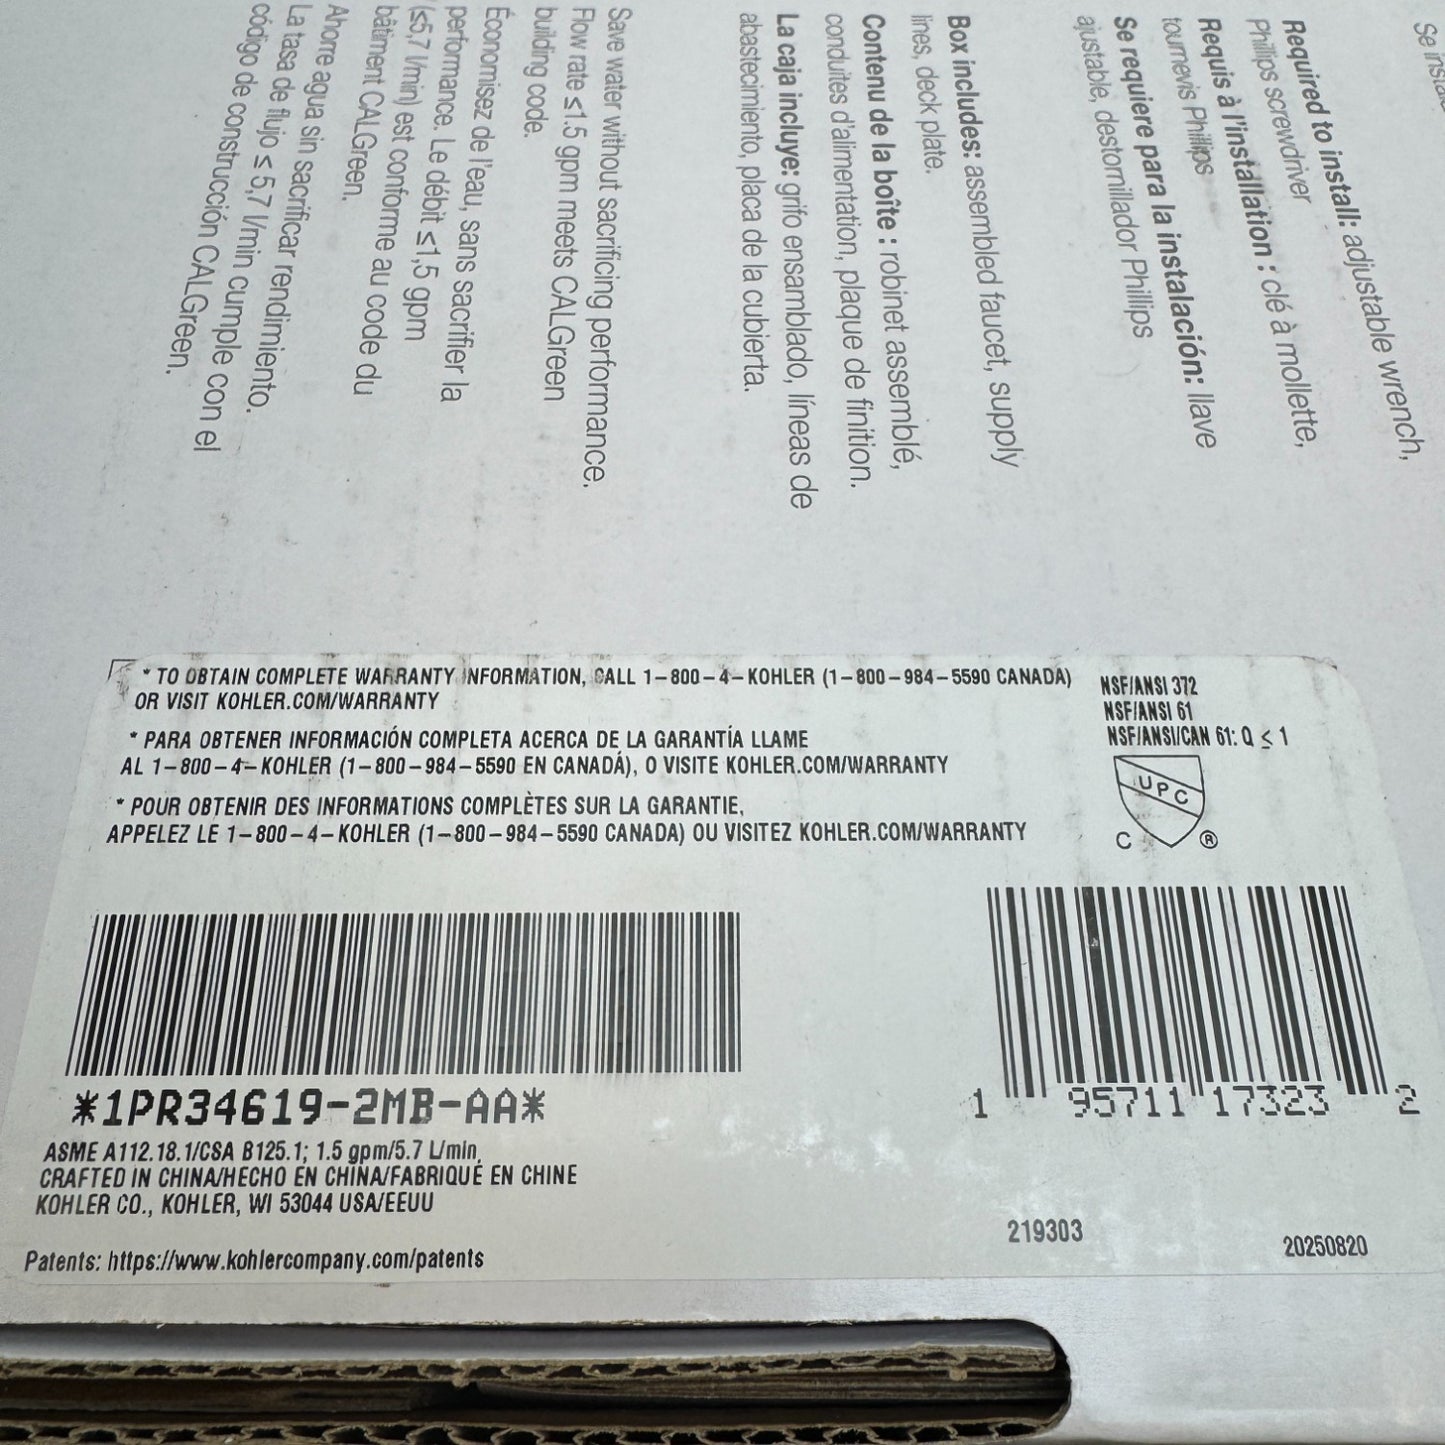 Se
Required to install: adjustable wrench,
Phillips screwdriver
Requis à l'installation : clé à mollette,
tournevis Phillips
Se requiere para la instalación: llave
ajustable, destornillador Phillips
Box includes: assembled faucet, supply
lines, deck plate.
Contenu de la boîte : robinet assemblé,
conduites d'alimentation, plaque de finition.
La caja incluye: grifo ensamblado, líneas de
abastecimiento, placa de la cubierta.
Save water without sacrificing performance.
Flow rate ≤1.5 gpm meets CALGreen
building code.
Économisez de l'eau, sans sacrifier la
performance. Le débit ≤1,5 gpm
(≤5,7 l/min) est conforme au code du
bâtiment CALGreen.
Ahorre agua sin sacrificar rendimiento.
La tasa de flujo ≤ 5,7 l/min cumple con el
código de construcción CALGreen.
* TO OBTAIN COMPLETE WARRANTY INFORMATION, CALL 1-800-4-KOHLER (1-800-984-5590 CANADA)
OR VISIT KOHLER.COM/WARRANTY
* PARA OBTENER INFORMACIÓN COMPLETA ACERCA DE LA GARANTÍA LLAME
AL 1-800-4-KOHLER (1-800-984-5590 EN CANADÁ), O VISITE KOHLER.COM/WARRANTY
* POUR OBTENIR DES INFORMATIONS COMPLÈTES SUR LA GARANTIE,
APPELEZ LE 1-800-4-KOHLER (1-800-984-5590 CANADA) OU VISITEZ KOHLER.COM/WARRANTY
NSF/ANSI 372
NSF/ANSI 61
NSF/ANSI/CAN 61: Q ≤ 1
UPC
C ®
*1PR34619-2MB-AA*
1 95711 17323 2
ASME A112.18.1/CSA B125.1; 1.5 gpm/5.7 L/min,
CRAFTED IN CHINA/HECHO EN CHINA/FABRIQUÉ EN CHINE
KOHLER CO., KOHLER, WI 53044 USA/EEUU
219303
20250820
Patents: https://www.kohlercompany.com/patents